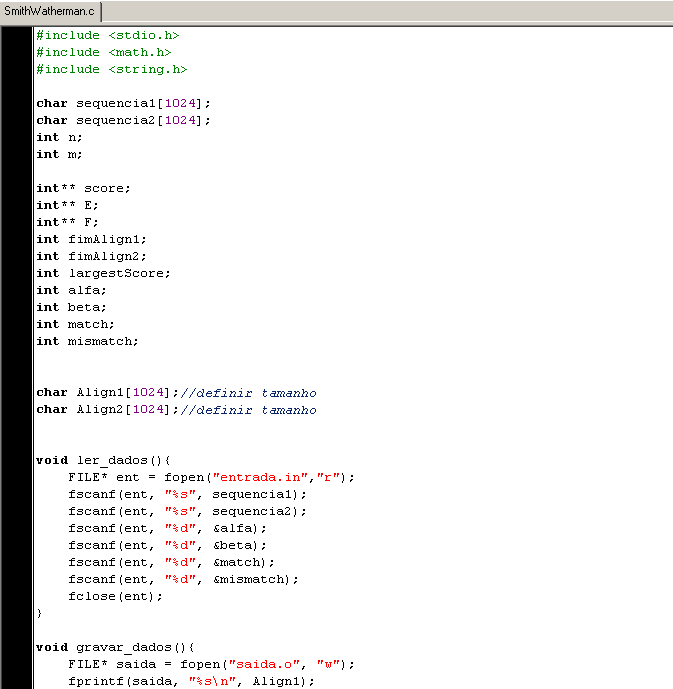 SmithWatherman.c
#include <stdio.h>
#include <math.h>
#include <string.h>
char sequencia1[1024];
char sequencia2[1024];
int n;
int m;
int** score;
int** E;
int** F;
int fimAlign1;
int fimAlign2;
int largestScore;
int alfa;
int beta;
int match;
int mismatch;
char Align1[1024];//definir tamanho
char Align2[1024];//definir tamanho
void ler_dados(){
FILE* ent = fopen("entrada.in","r");
fscanf(ent, "%s", sequencia1);
fscanf(ent, "%s", sequencia2);
fscanf(ent, "%d", &alfa);
fscanf(ent, "%d", &beta);
fscanf(ent, "%d", &match);
fscanf(ent, "%d", &mismatch);
fclose(ent);
}
void gravar_dados(){
FILE* saida = fopen("saida.o", "w");
fprintf(saida, "%s\n", Align1);